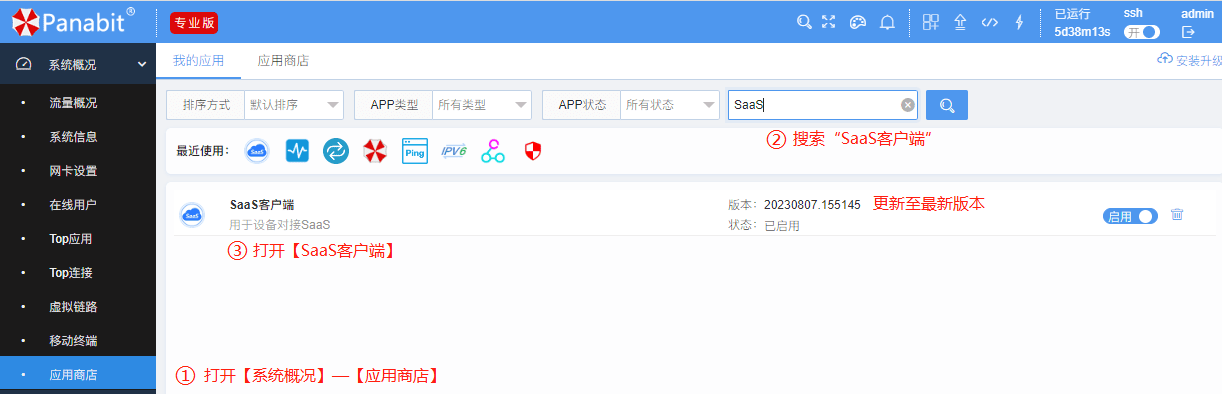 Panabit® 专业版 已运行 ssh admin
5d38m13s 开
系统概况 我的应用 应用商店 安装升级
流量概况 排序方式 默认排序 APP类型 所有类型 APP状态 所有状态 SaaS
系统信息 ② 搜索“SaaS客户端”
最近使用： SaaS Ping IPV6
网卡设置
在线用户 SaaS SaaS客户端 版本： 20230807.155145 更新至最新版本 启用
用于设备对接SaaS 状态： 已启用
Top应用 ③ 打开【SaaS客户端】
Top连接
虚拟链路
移动终端
应用商店 ① 打开【系统概况】—【应用商店】